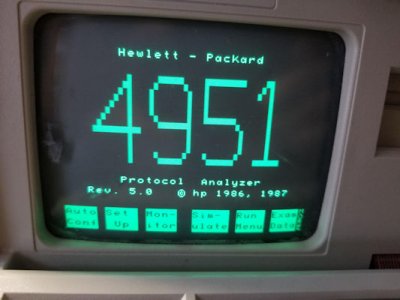 Hewlett - Packard
4951
Protocol Analyzer
Rev. 5.0 © hp 1986, 1987
Auto Conf
Set Up
Mon- itor
Sim- ulate
Run Menu
Exam Data